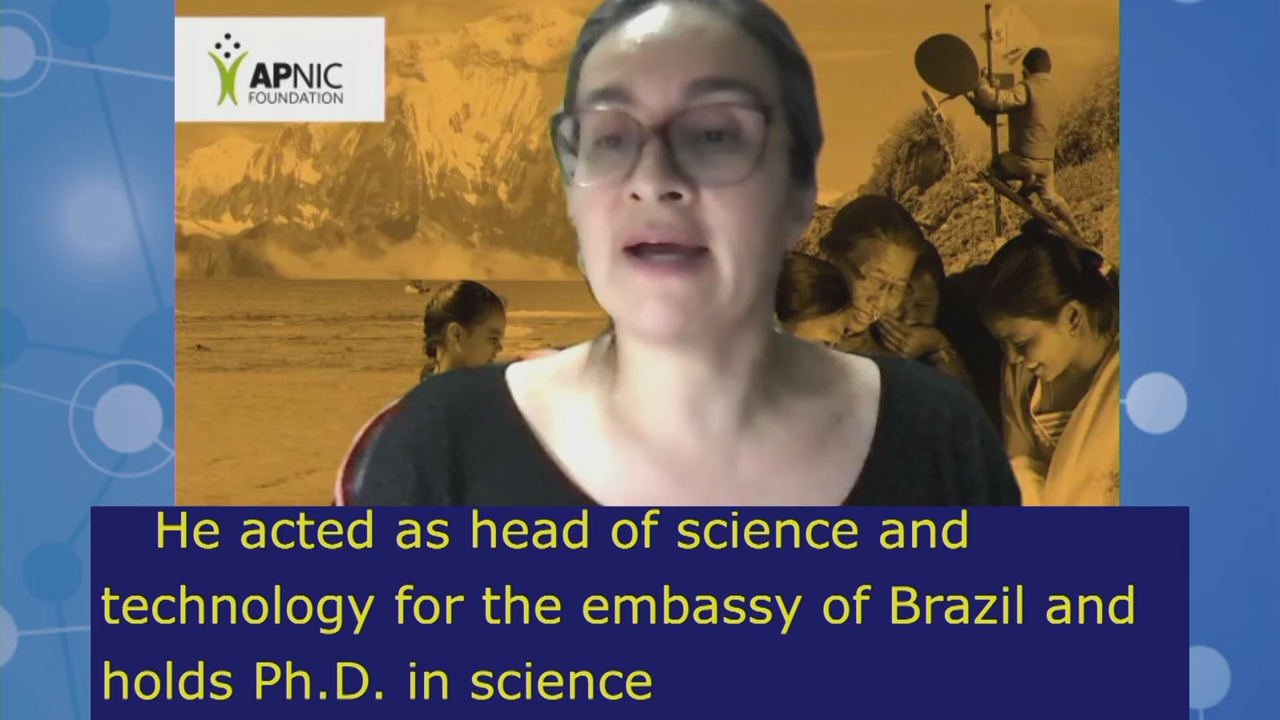 APNIC
FOUNDATION
He acted as head of science and
technology for the embassy of Brazil and
holds Ph.D. in science